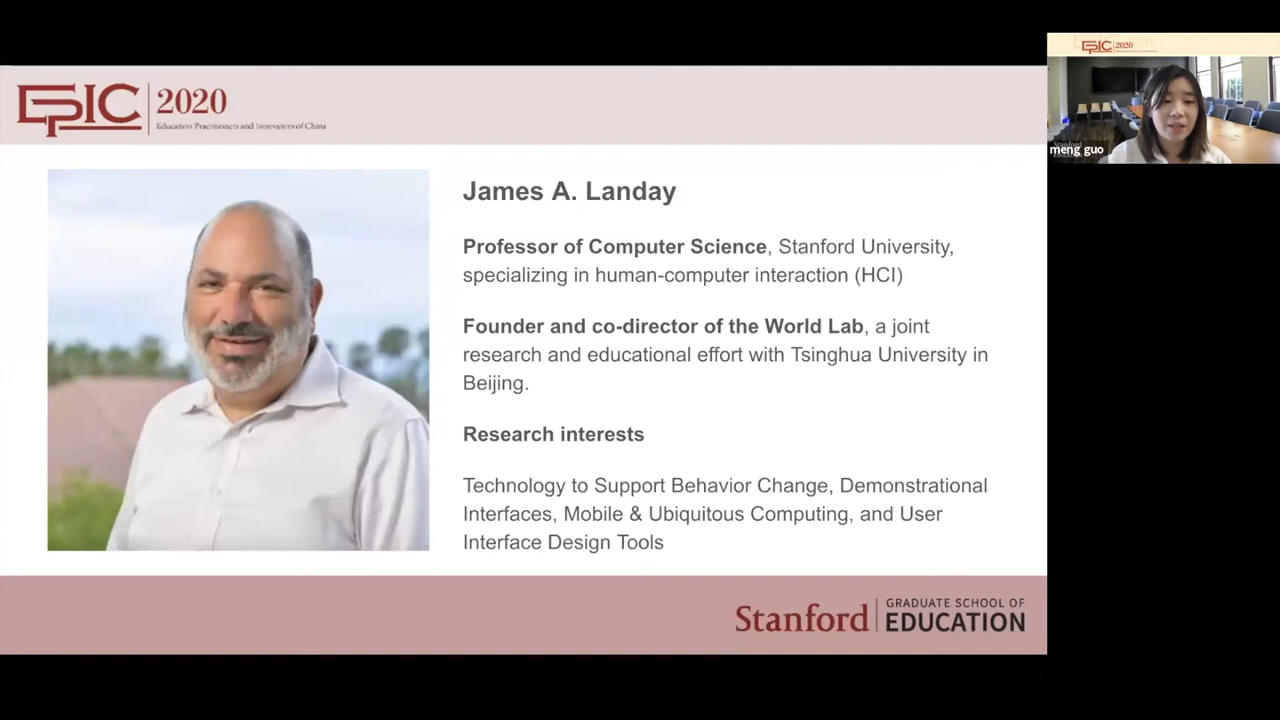 EPIC 2020
Education Practitioners and Innovators of China
James A. Landay
Professor of Computer Science, Stanford University,
specializing in human-computer interaction (HCI)
Founder and co-director of the World Lab, a joint
research and educational effort with Tsinghua University in
Beijing.
Research interests
Technology to Support Behavior Change, Demonstrational
Interfaces, Mobile & Ubiquitous Computing, and User
Interface Design Tools
Stanford GRADUATE SCHOOL OF
EDUCATION
EPIC 2020
Stanford
meng guo